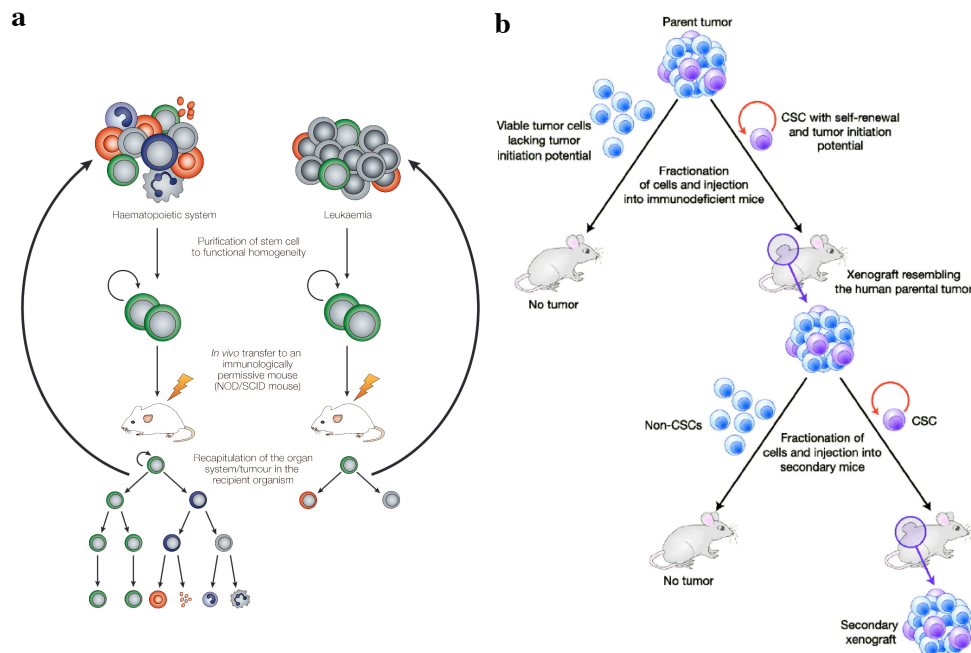 a
Haematopoietic system
Leukaemia
Purification of stem cell
to functional homogeneity
In vivo transfer to an
immunologically
permissive mouse
(NOD/SCID mouse)
Recapitulation of the organ
system/tumour in the
recipient organism
b
Parent tumor
Viable tumor cells
lacking tumor
initiation potential
CSC with self-renewal
and tumor initiation
potential
Fractionation
of cells and injection
into immunodeficient mice
No tumor
Xenograft resembling
the human parental tumor
Non-CSCs
CSC
Fractionation of
cells and injection into
secondary mice
No tumor
Secondary
xenograft